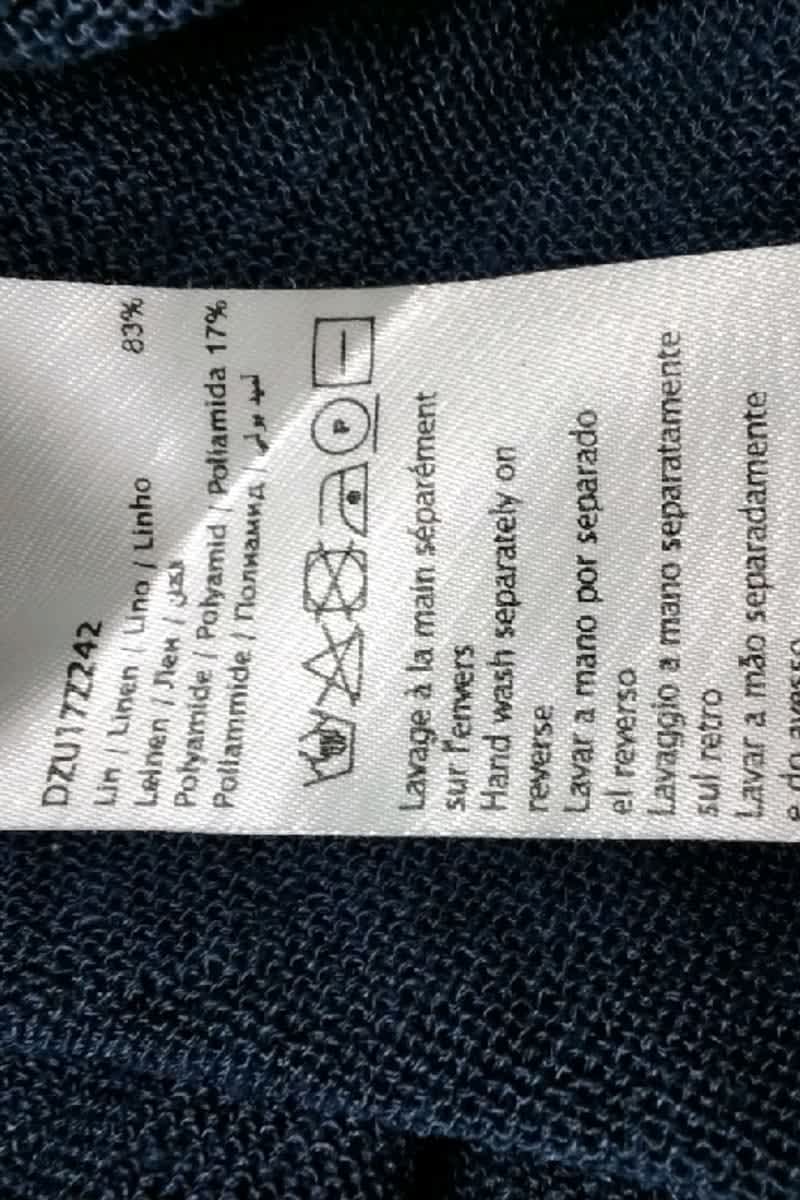 DZU17Z242
Lin / Linen / Lino / Linho 83%
Leinen / Лен /
Polyamide / Polyamid / Poliamida 17%
Poliammide / Полиамид /
P
Lavage à la main séparément
sur l'envers
Hand wash separately on
reverse
Lavar a mano por separado
el reverso
Lavaggio a mano separatamente
sul retro
Lavar a mão separadamente
e do avesso